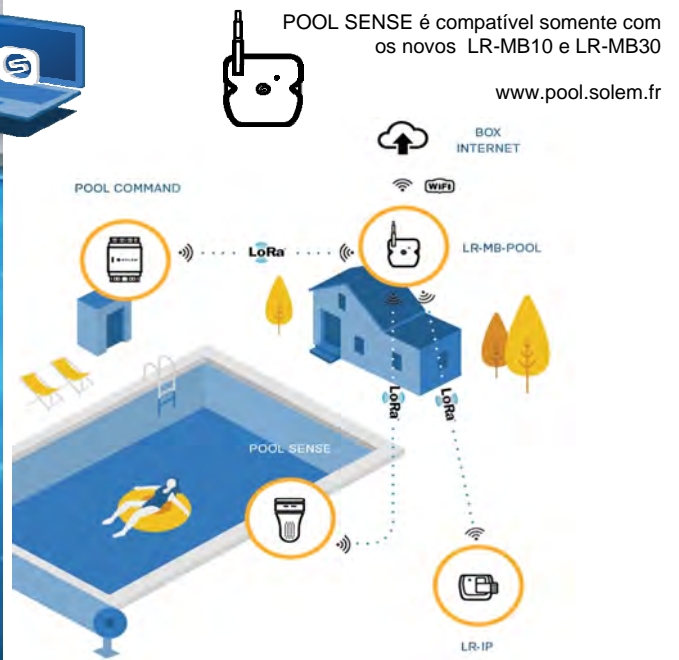 POOL SENSE é compatível somente com
os novos LR-MB10 e LR-MB30
www.pool.solem.fr
BOX
INTERNET
WiFi
POOL COMMAND
LoRa
LR-MB-POOL
LoRa
LoRa
POOL SENSE
LR-IP